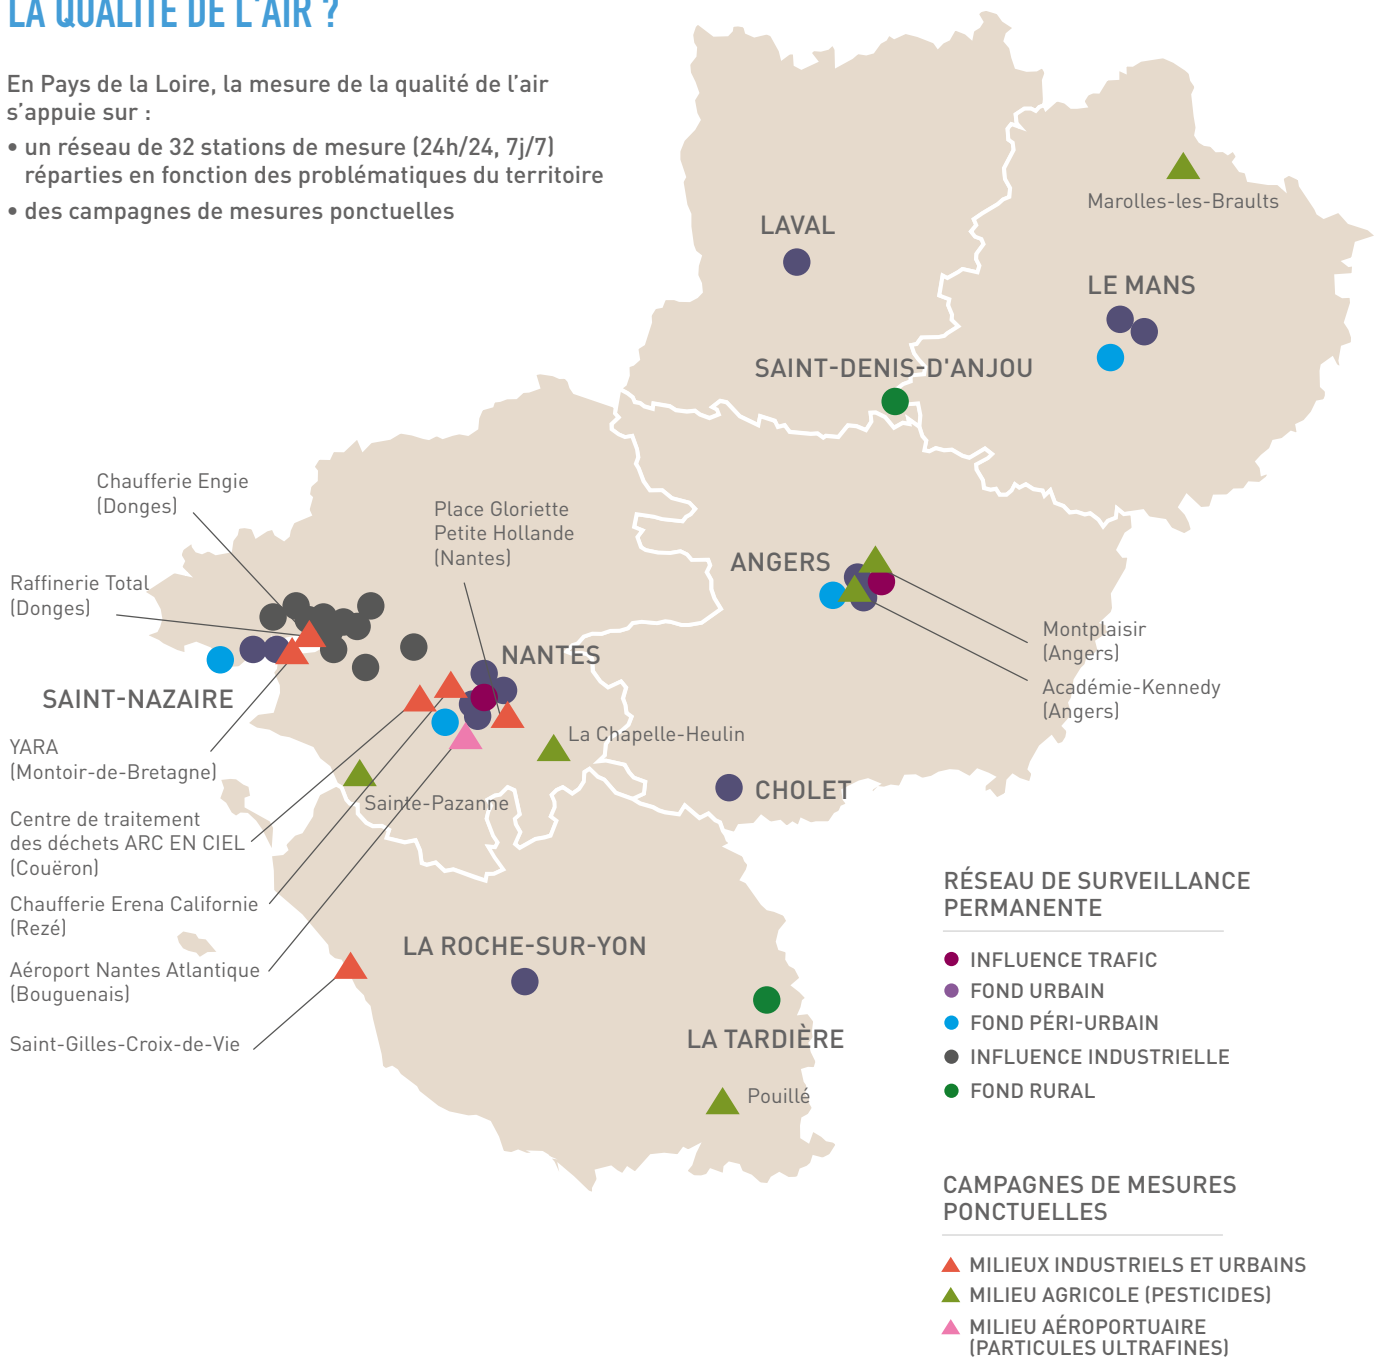 LA QUALITÉ DE L'AIR ?
En Pays de la Loire, la mesure de la qualité de l'air
s'appuie sur :
• un réseau de 32 stations de mesure (24h/24, 7j/7)
réparties en fonction des problématiques du territoire
• des campagnes de mesures ponctuelles
Marolles-les-Braults
LAVAL
LE MANS
SAINT-DENIS-D'ANJOU
Chaufferie Engie
(Donges)
Place Gloriette
Petite Hollande
(Nantes)
Raffinerie Total
(Donges)
ANGERS
Montplaisir
(Angers)
Académie-Kennedy
(Angers)
NANTES
SAINT-NAZAIRE
La Chapelle-Heulin
YARA
(Montoir-de-Bretagne)
CHOLET
Sainte-Pazanne
Centre de traitement
des déchets ARC EN CIEL
(Couëron)
Chaufferie Erena Californie
(Rezé)
Aéroport Nantes Atlantique
(Bouguenais)
Saint-Gilles-Croix-de-Vie
LA ROCHE-SUR-YON
LA TARDIÈRE
Pouillé
RÉSEAU DE SURVEILLANCE
PERMANENTE
INFLUENCE TRAFIC
FOND URBAIN
FOND PÉRI-URBAIN
INFLUENCE INDUSTRIELLE
FOND RURAL
CAMPAGNES DE MESURES
PONCTUELLES
MILIEUX INDUSTRIELS ET URBAINS
MILIEU AGRICOLE (PESTICIDES)
MILIEU AÉROPORTUAIRE
(PARTICULES ULTRAFINES)